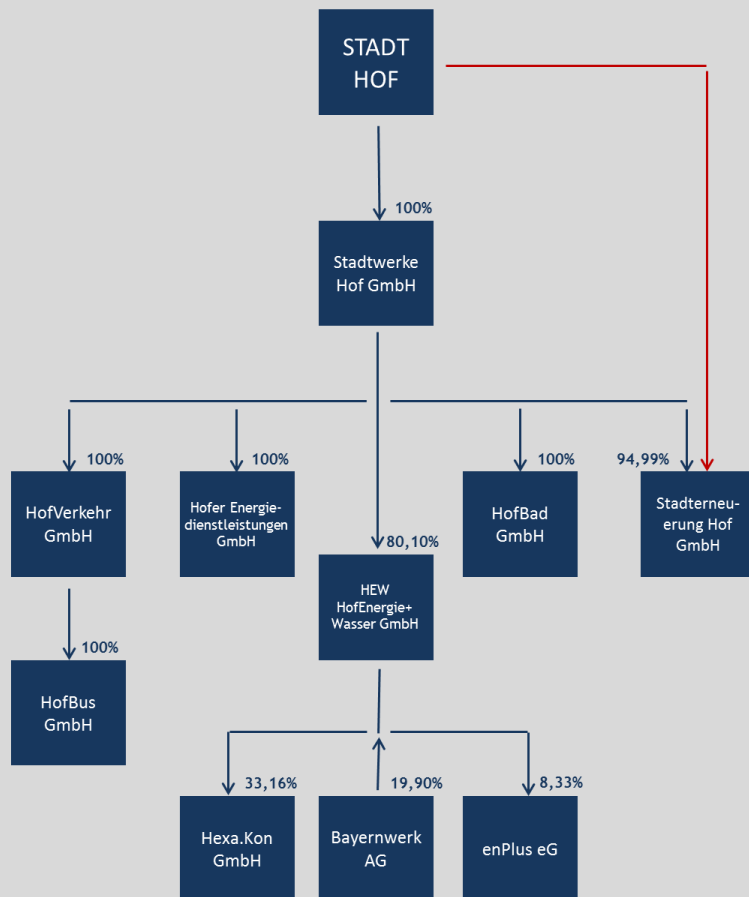 STADT
HOF
100%
Stadtwerke
Hof GmbH
100%
100%
100%
94,99%
HofVerkehr
GmbH
Hofer Energie-
dienstleistungen
GmbH
HofBad
GmbH
Stadterneu-
erung Hof
GmbH
80,10%
HEW
HofEnergie+
Wasser GmbH
100%
HofBus
GmbH
33,16%
19,90%
8,33%
Hexa.Kon
GmbH
Bayernwerk
AG
enPlus eG